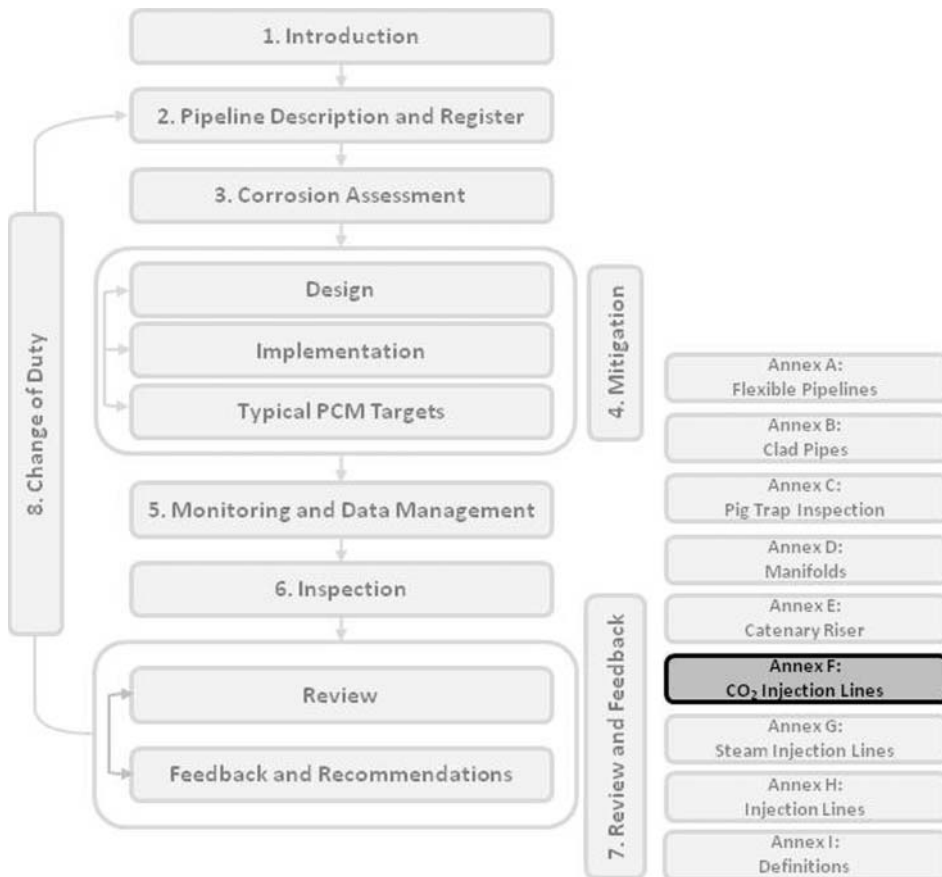 1. Introduction
2. Pipeline Description and Register
3. Corrosion Assessment
Design
Implementation
Typical PCM Targets
4. Mitigation
5. Monitoring and Data Management
6. Inspection
Review
Feedback and Recommendations
7. Review and Feedback
8. Change of Duty
Annex A:
Flexible Pipelines
Annex B:
Clad Pipes
Annex C:
Pig Trap Inspection
Annex D:
Manifolds
Annex E:
Catenary Riser
Annex F:
CO₂ Injection Lines
Annex G:
Steam Injection Lines
Annex H:
Injection Lines
Annex I:
Definitions